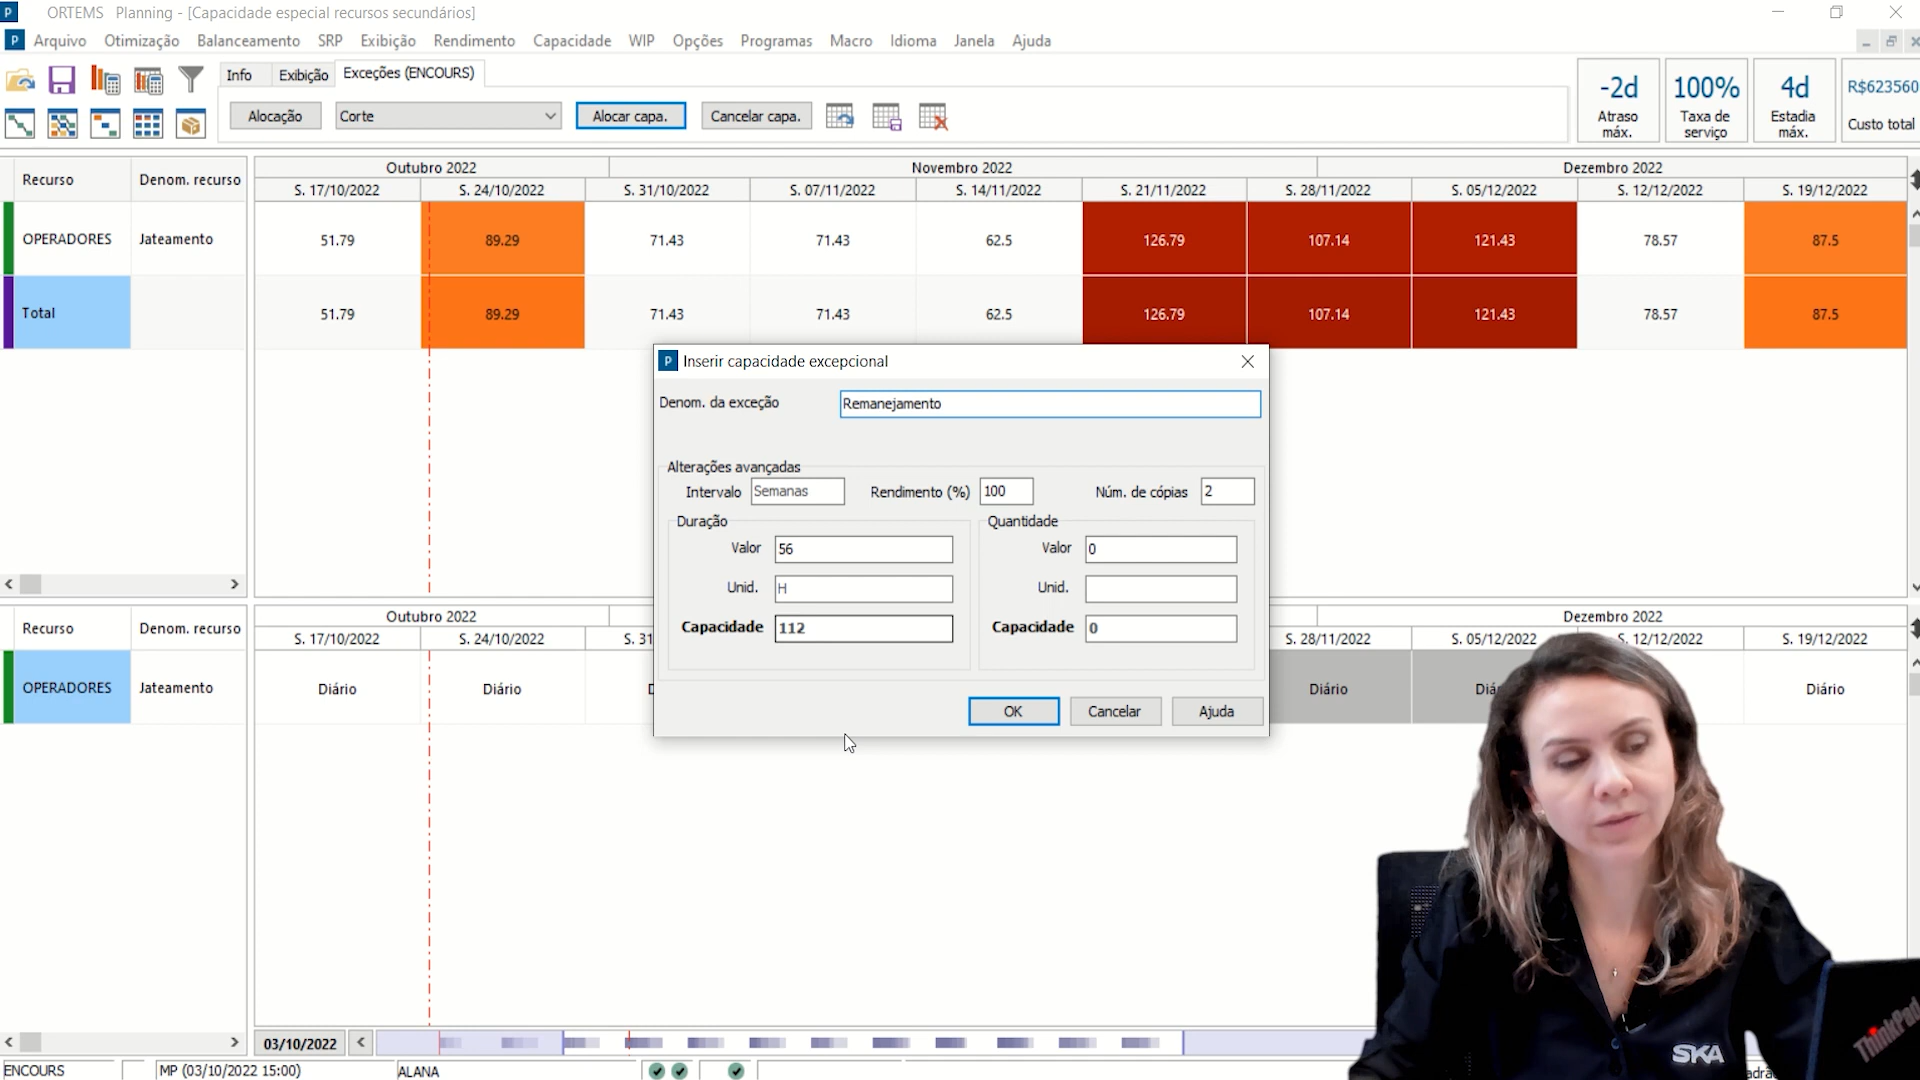 ORTEMS Planning - [Capacidade especial recursos secundários]
Arquivo Otimização Balanceamento SRP Exibição Rendimento Capacidade WIP Opções Programas Macro Idioma Janela Ajuda
Info Exibição Exceções (ENCOURS)
Alocação Corte Alocar capa. Cancelar capa.
-2d
Atraso
máx.
100%
Taxa de
serviço
4d
Estadia
máx.
R$623560
Custo total
Recurso Denom. recurso
Outubro 2022 Novembro 2022 Dezembro 2022
S. 17/10/2022 S. 24/10/2022 S. 31/10/2022 S. 07/11/2022 S. 14/11/2022 S. 21/11/2022 S. 28/11/2022 S. 05/12/2022 S. 12/12/2022 S. 19/12/2022
OPERADORES Jateamento 51.79 89.29 71.43 71.43 62.5 126.79 107.14 121.43 78.57 87.5
Total 51.79 89.29 71.43 71.43 62.5 126.79 107.14 121.43 78.57 87.5
Inserir capacidade excepcional
Denom. da exceção Remanejamento
Alterações avançadas
Intervalo Semanas Rendimento (%) 100 Núm. de cópias 2
Duração Quantidade
Valor 56 Valor 0
Unid. H Unid.
Capacidade 112 Capacidade 0
OK Cancelar Ajuda
Recurso Denom. recurso
Outubro 2022 Dezembro 2022
S. 17/10/2022 S. 24/10/2022 S. 31 S. 28/11/2022 S. 05/12/2022 S. 12/12/2022 S. 19/12/2022
OPERADORES Jateamento Diário Diário Diário Diário
03/10/2022
ENCOURS MP (03/10/2022 15:00) ALANA
SKA
ThinkPad